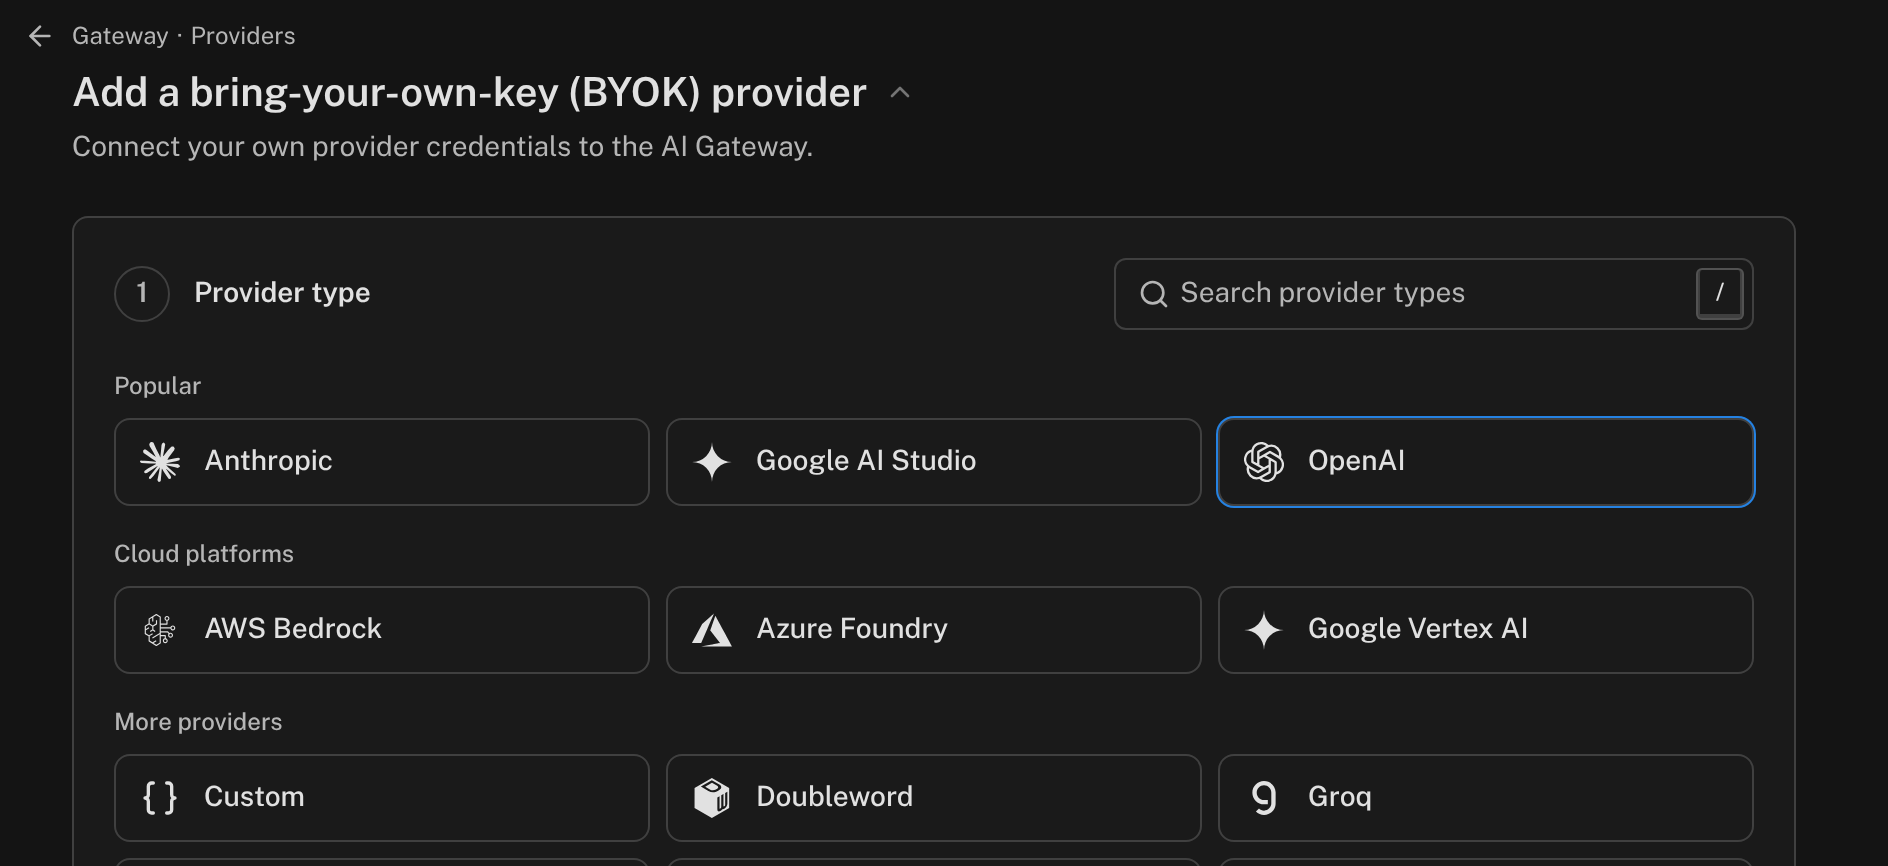 Gateway · Providers
Add a bring-your-own-key (BYOK) provider
Connect your own provider credentials to the AI Gateway.
1 Provider type
Search provider types /
Popular
Anthropic
Google AI Studio
OpenAI
Cloud platforms
AWS Bedrock
Azure Foundry
Google Vertex AI
More providers
{ } Custom
Doubleword
Groq